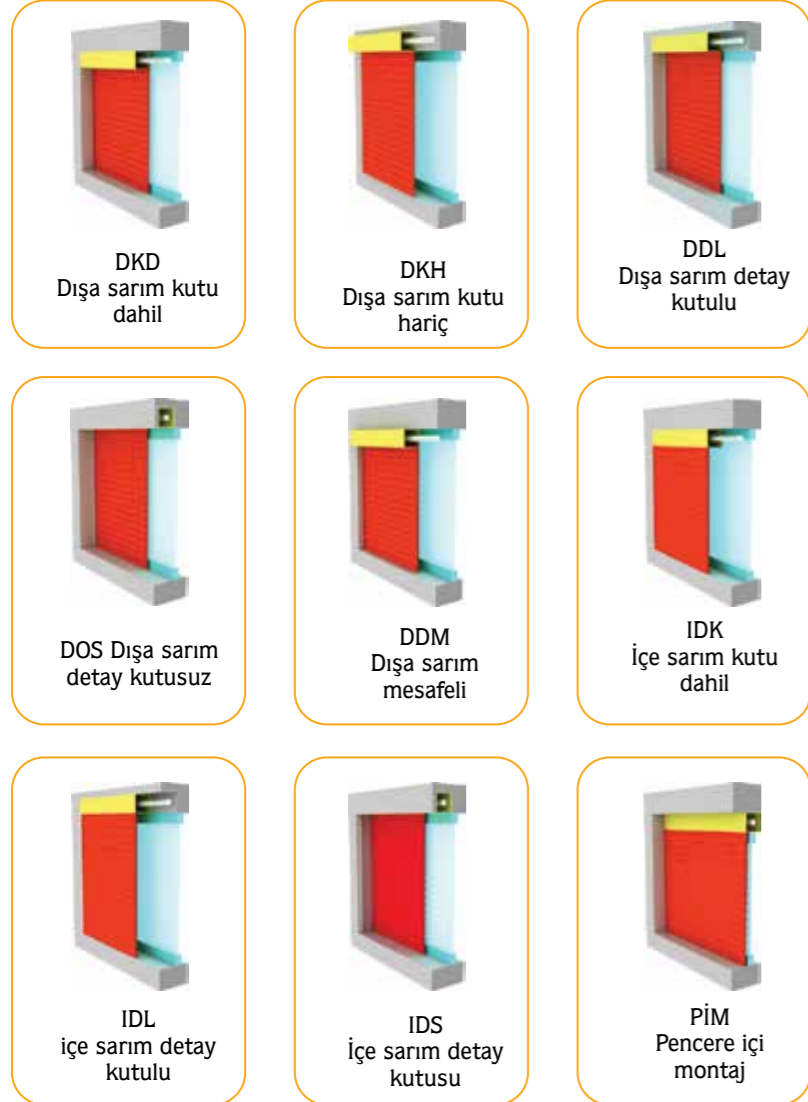 DKD
Dışa sarım kutu
dahil
DKH
Dışa sarım kutu
hariç
DDL
Dışa sarım detay
kutulu
DOS Dışa sarım
detay kutusuz
DDM
Dışa sarım
mesafeli
IDK
İçe sarım kutu
dahil
IDL
içe sarım detay
kutulu
IDS
İçe sarım detay
kutusu
PİM
Pencere içi
montaj